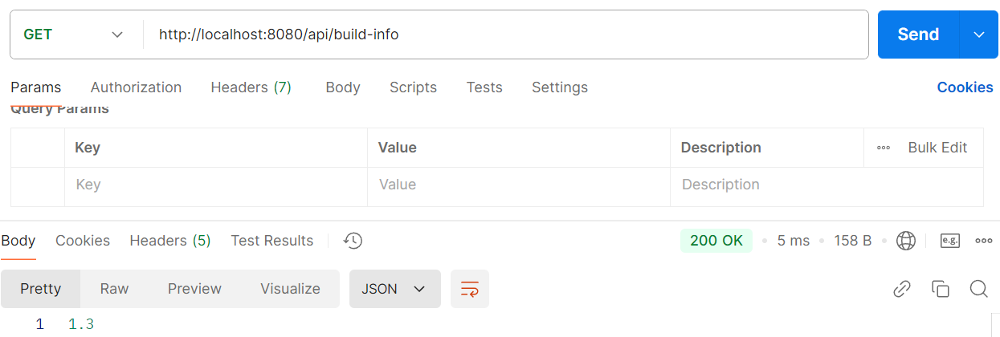 GET http://localhost:8080/api/build-info Send
Params Authorization Headers (7) Body Scripts Tests Settings Cookies
Query Params
Key Value Description Bulk Edit
Key Value Description
Body Cookies Headers (5) Test Results 200 OK 5 ms 158 B e.g.
Pretty Raw Preview Visualize JSON
1 1.3